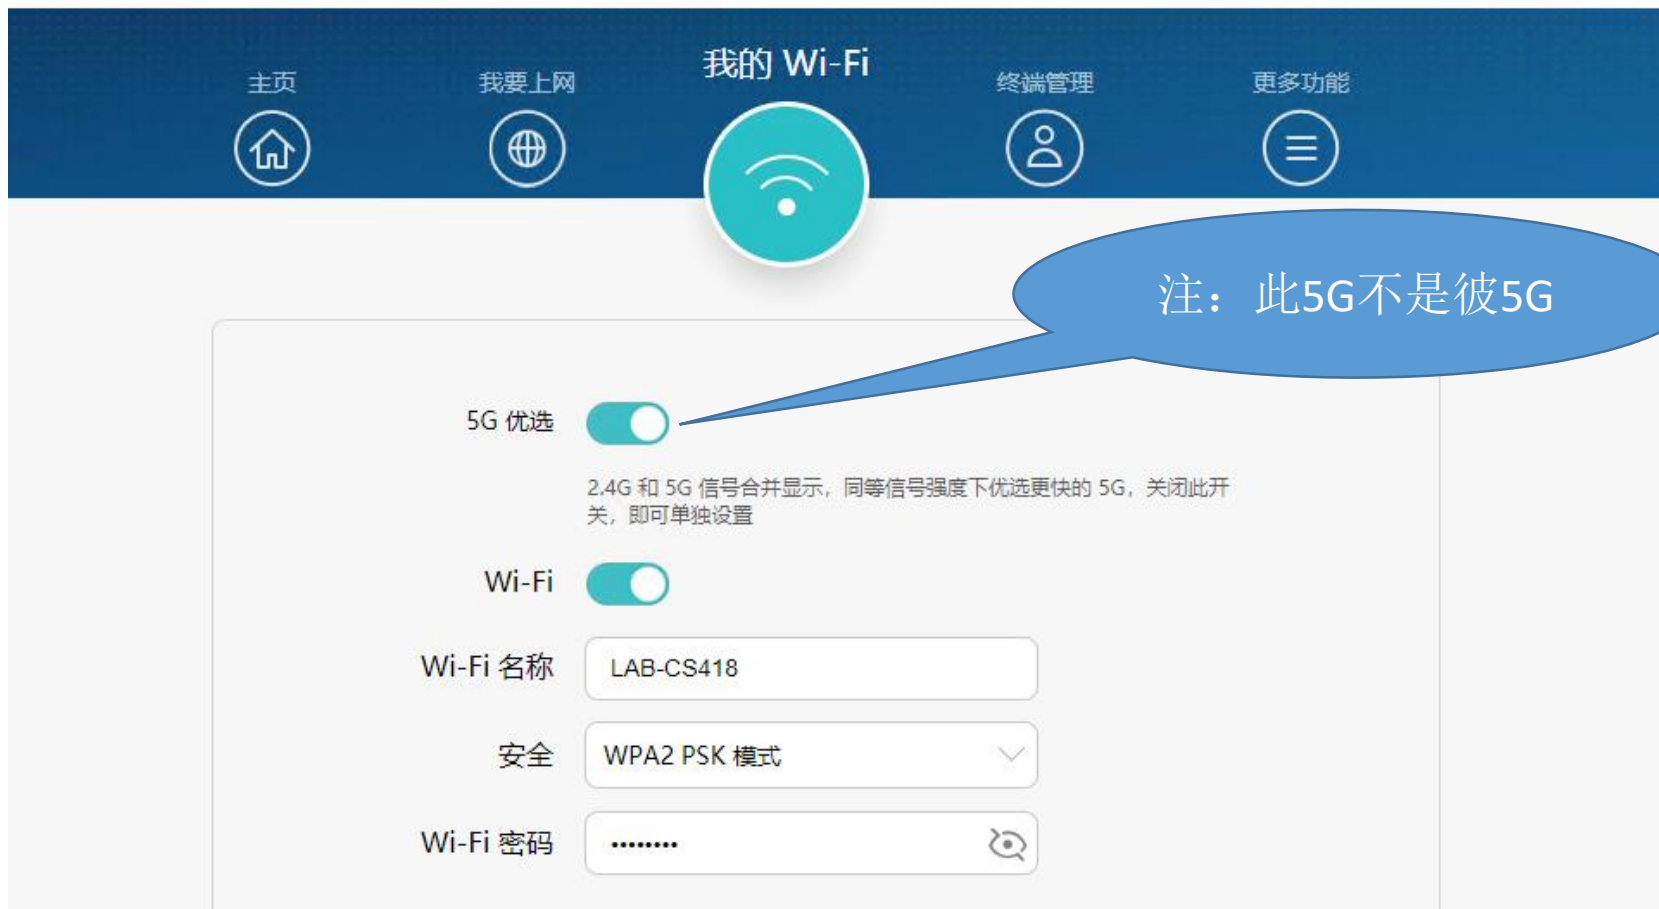 主页
我要上网
我的 Wi-Fi
终端管理
更多功能
注：此5G不是彼5G
5G 优选
2.4G 和 5G 信号合并显示，同等信号强度下优选更快的 5G，关闭此开
关，即可单独设置
Wi-Fi
Wi-Fi 名称
LAB-CS418
安全
WPA2 PSK 模式
Wi-Fi 密码
••••••••